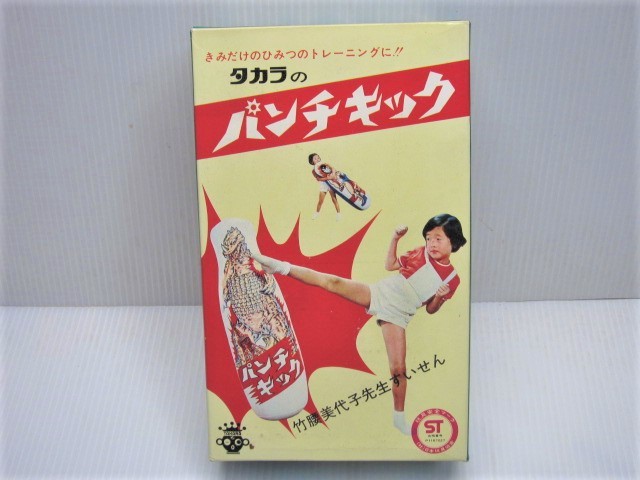 きみだけのひみつのトレーニングに!!
タカラの
パンチキック
パンチ
キック
竹腰美代子先生すいせん
ST